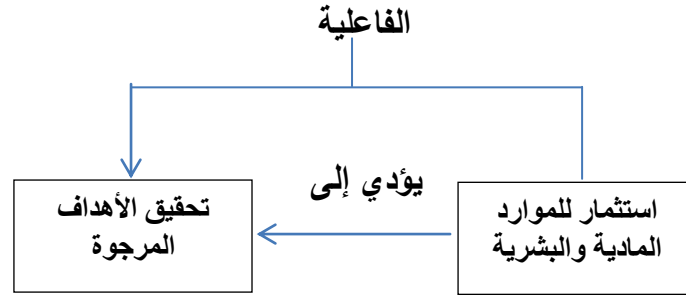 الفاعلية
يؤدي إلى
استثمار للموارد
المادية والبشرية
تحقيق الأهداف
المرجوة